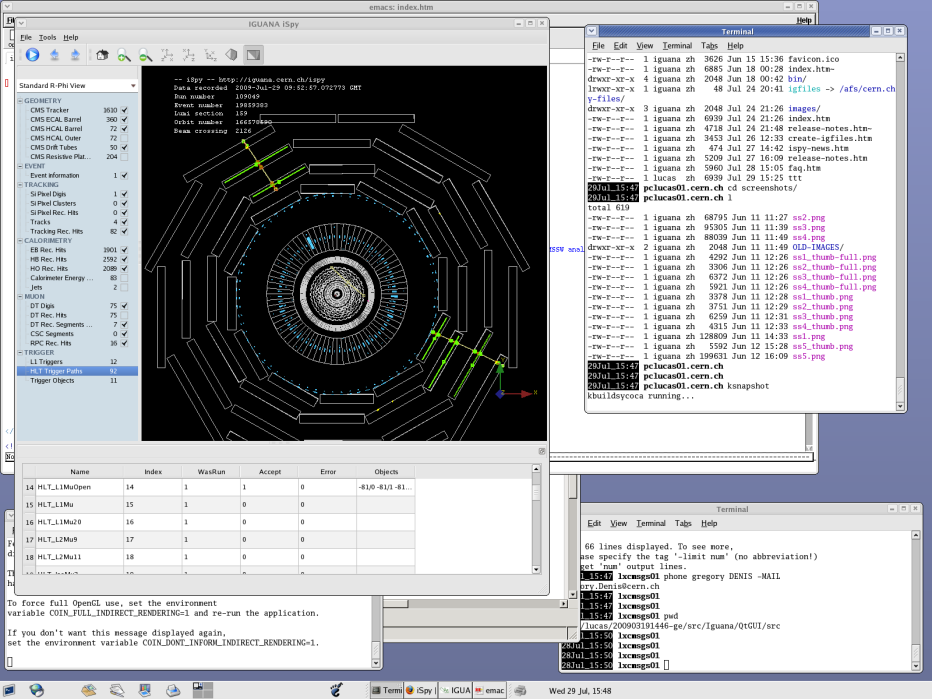 emacs: index.htm
Help
IGUANA iSpy
File Tools Help
Standard R-Phi View
GEOMETRY
CMS Tracker 1610
CMS ECAL Barrel 360
CMS HCAL Barrel 72
CMS HCAL Outer 72
CMS Drift Tubes 50
CMS Resistive Plat... 204
EVENT
Event Information 1
TRACKING
Si Pixel Digis 1
Si Pixel Clusters 0
Si Pixel Rec. Hits 0
Tracks 4
Tracking Rec. Hits 82
CALORIMETRY
EB Rec. Hits 1901
HB Rec. Hits 2592
HO Rec. Hits 2089
Calorimeter Energy ... 83
Jets 2
MUON
DT Digis 75
DT Rec. Hits 75
DT Rec. Segments ... 7
CSC Segments 0
RPC Rec. Hits 16
TRIGGER
L1 Triggers 12
HLT Trigger Paths 92
Trigger Objects 11
-- iSpy -- http://iguana.cern.ch/ispy
Data recorded 2009-Jul-29 09:52:57.072773 GMT
Run number 109049
Event number 19859303
Lumi section 159
Orbit number 166578690
Beam crossing 2126
X
Name Index WasRun Accept Error Objects
14 HLT_L1MuOpen 14 1 1 0 -81/0 -81/1 -81...
15 HLT_L1Mu 15 1 0 0
16 HLT_L1Mu20 16 1 0 0
17 HLT_L2Mu9 17 1 0 0
18 HLT_L2Mu11 18 1 0 0
MSSW anal
Terminal
File Edit View Terminal Tabs Help
-rw-r--r-- 1 iguana zh 3626 Jun 15 15:36 favicon.ico
-rw-r--r-- 1 iguana zh 6835 Jun 18 00:28 index.htm~
drwxr-xr-x 4 iguana zh 2048 Jun 18 00:42 bin/
lrwxr-xr-x 1 iguana zh 48 Jul 24 20:41 igfiles -> /afs/cern.ch
y-files/
drwxr-xr-x 3 iguana zh 2048 Jul 24 21:26 images/
-rw-r--r-- 1 iguana zh 6939 Jul 24 21:26 index.htm
-rw-r--r-- 1 iguana zh 4718 Jul 24 21:48 release-notes.htm~
-rw-r--r-- 1 iguana zh 3453 Jul 26 12:33 create-igfiles.htm
-rw-r--r-- 1 iguana zh 474 Jul 27 14:42 ispy-news.htm
-rw-r--r-- 1 iguana zh 5209 Jul 27 16:09 release-notes.htm
-rw-r--r-- 1 iguana zh 5960 Jul 28 15:05 faq.htm
-rw-r--r-- 1 lucas zh 6939 Jul 29 15:25 ttt
29Jul_15:47 pclucas01.cern.ch cd screenshots/
29Jul_15:47 pclucas01.cern.ch l
total 619
-rw-r--r-- 1 iguana zh 68795 Jun 11 11:27 ss2.png
-rw-r--r-- 1 iguana zh 95305 Jun 11 11:39 ss3.png
-rw-r--r-- 1 iguana zh 88039 Jun 11 11:49 ss4.png
drwxr-xr-x 2 iguana zh 2048 Jun 11 11:49 OLD-IMAGES/
-rw-r--r-- 1 iguana zh 4292 Jun 11 12:26 ss1_thumb-full.png
-rw-r--r-- 1 iguana zh 3306 Jun 11 12:26 ss2_thumb-full.png
-rw-r--r-- 1 iguana zh 6372 Jun 11 12:26 ss3_thumb-full.png
-rw-r--r-- 1 iguana zh 5921 Jun 11 12:26 ss4_thumb-full.png
-rw-r--r-- 1 iguana zh 3378 Jun 11 12:28 ss1_thumb.png
-rw-r--r-- 1 iguana zh 3751 Jun 11 12:29 ss2_thumb.png
-rw-r--r-- 1 iguana zh 6259 Jun 11 12:31 ss3_thumb.png
-rw-r--r-- 1 iguana zh 4315 Jun 11 12:33 ss4_thumb.png
-rw-r--r-- 1 iguana zh 128809 Jun 11 14:33 ss1.png
-rw-r--r-- 1 iguana zh 5592 Jun 12 15:28 ss5_thumb.png
-rw-r--r-- 1 iguana zh 199631 Jun 12 16:09 ss5.png
29Jul_15:47 pclucas01.cern.ch
29Jul_15:47 pclucas01.cern.ch
29Jul_15:47 pclucas01.cern.ch ksnapshot
kbuildsycoca running...
To force full OpenGL use, set the environment
variable COIN_FULL_INDIRECT_RENDERING=1 and re-run the application.
If you don't want this message displayed again,
set the environment variable COIN_DONT_INFORM_INDIRECT_RENDERING=1.
Terminal
Edit View Terminal Tabs Help
66 lines displayed. To see more,
ase specify the tag '-limit num' (no abbreviation!)
get 'num' output lines.
l_15:47 lxcmsgs01 phone gregory DENIS -MAIL
ory.Denis@cern.ch
l_15:47 lxcmsgs01
l_15:47 lxcmsgs01
l_15:47 lxcmsgs01 pwd
/lucas/200903191446-ge/src/Iguana/QtGUI/src
28Jul_15:50 lxcmsgs01
28Jul_15:50 lxcmsgs01
28Jul_15:50 lxcmsgs01
Termi iSpy IGUA emac Wed 29 Jul, 15:48